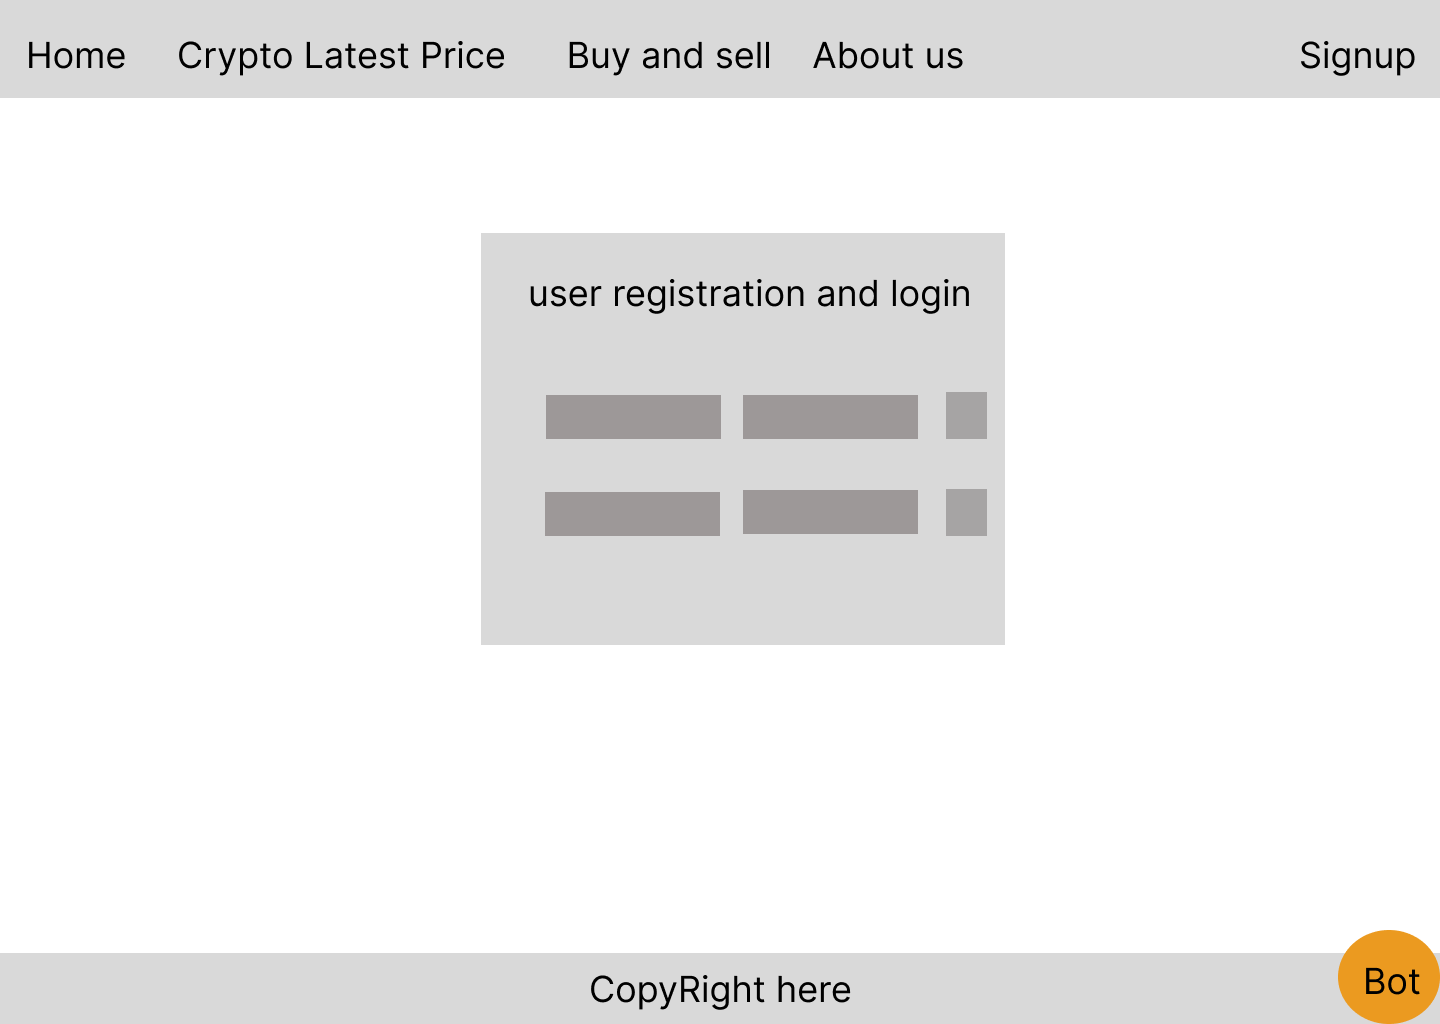 Home Crypto Latest Price Buy and sell About us Signup
user registration and login
CopyRight here
Bot